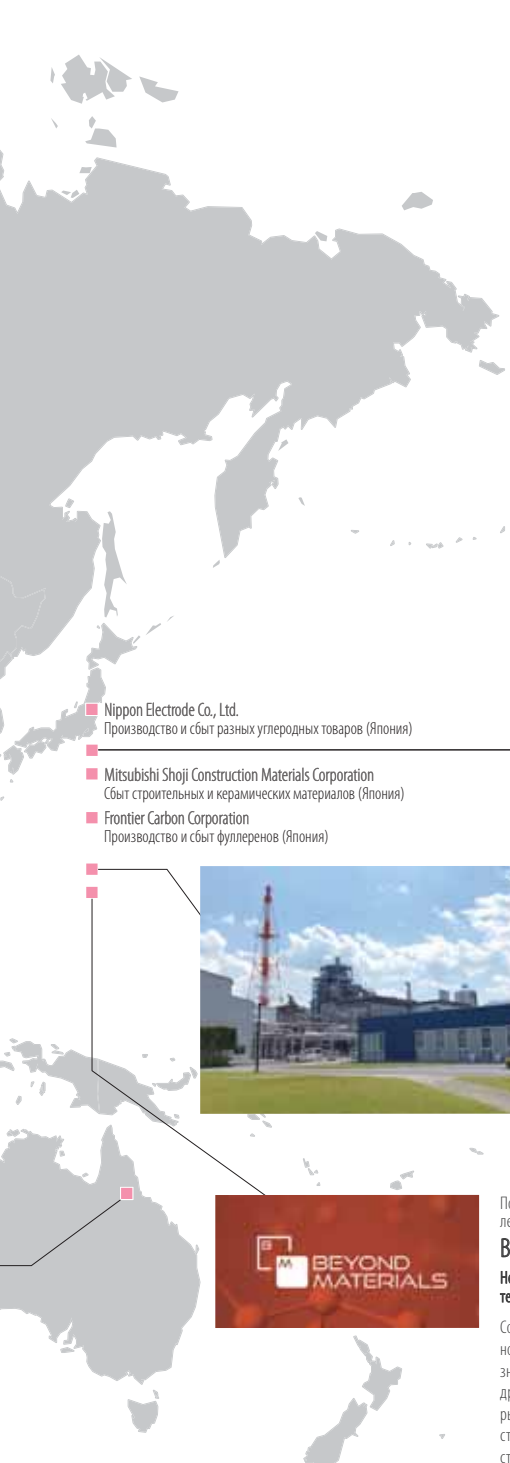 Nippon Electrode Co., Ltd.
Производство и сбыт разных углеродных товаров (Япония)
Mitsubishi Shoji Construction Materials Corporation
Сбыт строительных и керамических материалов (Япония)
Frontier Carbon Corporation
Производство и сбыт фуллеренов (Япония)
B
M
BEYOND
MATERIALS